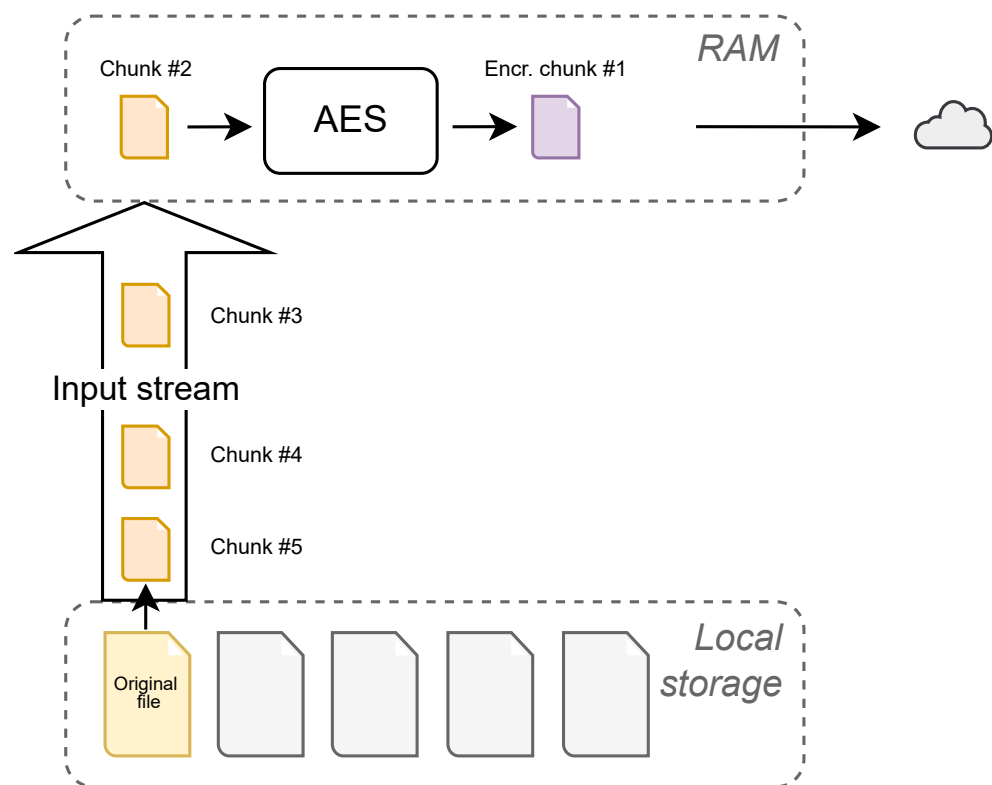 RAM
Chunk #2
Encr. chunk #1
AES
Chunk #3
Input stream
Chunk #4
Chunk #5
Local
storage
Original
file